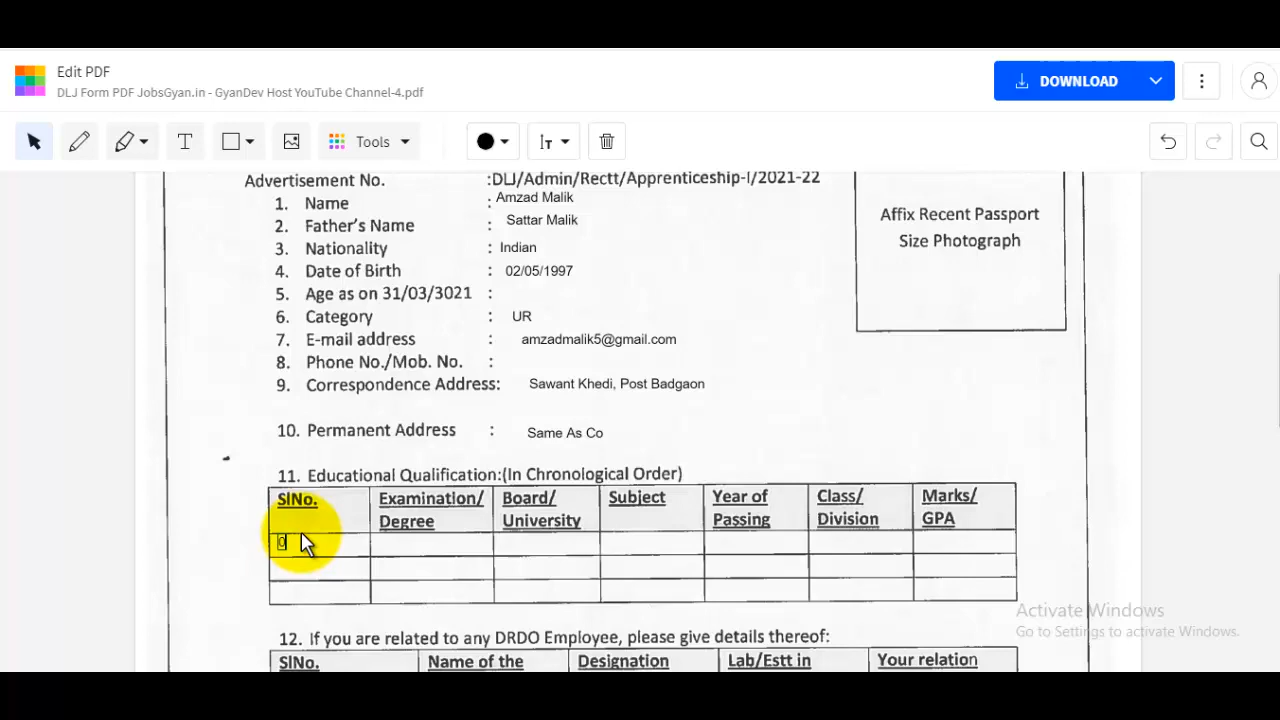 Edit PDF
DLJ Form PDF JobsGyan.in - GyanDev Host YouTube Channel-4.pdf
DOWNLOAD
T
Tools
Advertisement No. :DLJ/Admin/Rectt/Apprenticeship-I/2021-22
1. Name : Amzad Malik
2. Father's Name : Sattar Malik
3. Nationality : Indian
4. Date of Birth : 02/05/1997
5. Age as on 31/03/3021 :
6. Category : UR
7. E-mail address : amzadmalik5@gmail.com
8. Phone No./Mob. No. :
9. Correspondence Address: Sawant Khedi, Post Badgaon
10. Permanent Address : Same As Co
Affix Recent Passport
Size Photograph
11. Educational Qualification:(In Chronological Order)
SlNo. Examination/ Board/ Subject Year of Class/ Marks/
Degree University Passing Division GPA
0
Activate Windows
Go to Settings to activate Windows.
12. If you are related to any DRDO Employee, please give details thereof:
SlNo. Name of the Designation Lab/Estt in Your relation